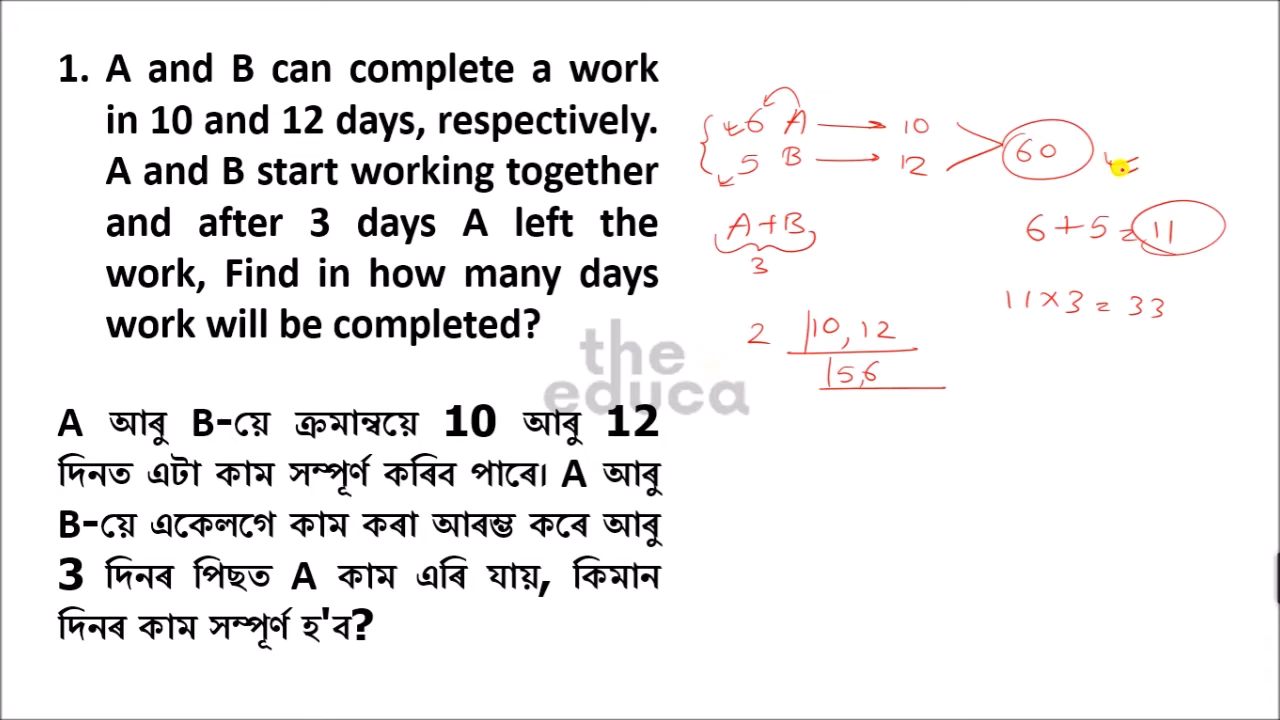 1. A and B can complete a work
in 10 and 12 days, respectively.
A and B start working together
and after 3 days A left the
work, Find in how many days
work will be completed?
A আৰু B-য়ে ক্ৰমান্বয়ে 10 আৰু 12
দিনত এটা কাম সম্পূৰ্ণ কৰিব পাৰে। A আৰু
B-য়ে একেলগে কাম কৰা আৰম্ভ কৰে আৰু
3 দিনৰ পিছত A কাম এৰি যায়, কিমান
দিনৰ কাম সম্পূৰ্ণ হ'ব?
6 A 10
5 B 12
60
A+B
3
6+5=11
11×3=33
2 10, 12
5,6
the
educa